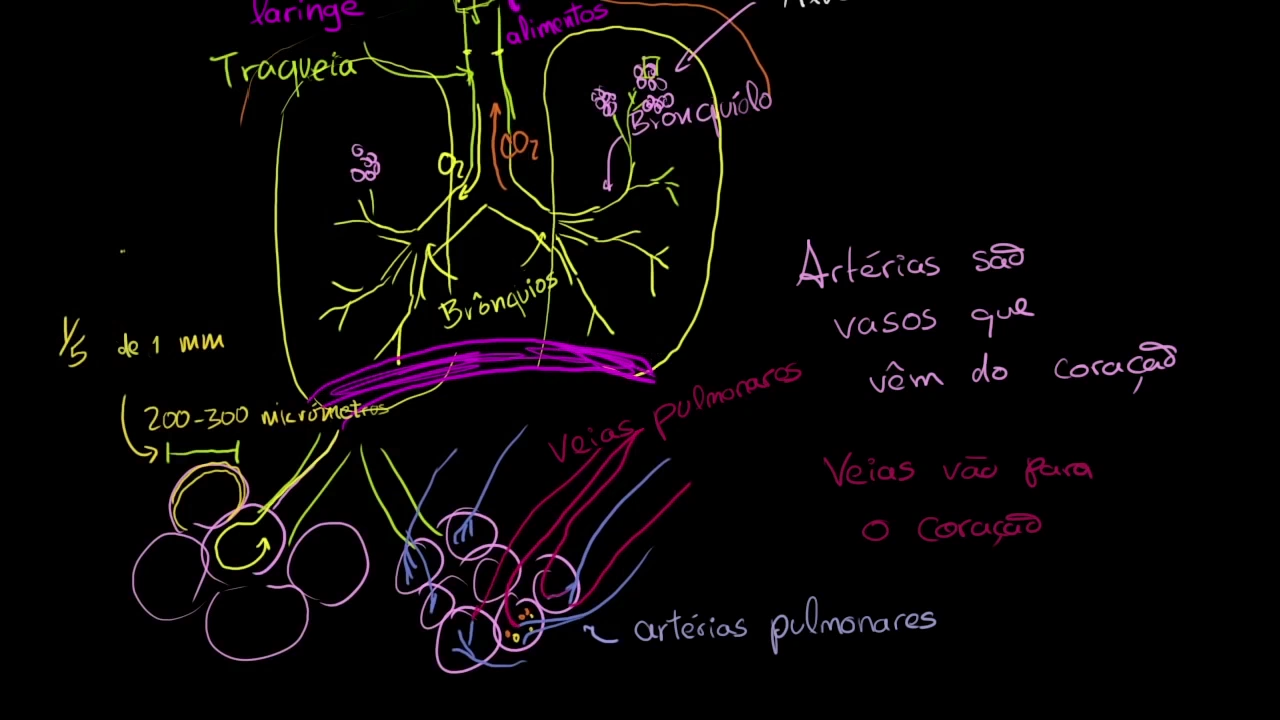 faringe
alimentos
Traqueia
Bronquíolo
O₂
CO₂
Brônquios
Artérias são
vasos que
vêm do coração
1/5 de 1 mm
200-300 micrómetros
veias pulmonares
Veias vão para
o coração
artérias pulmonares